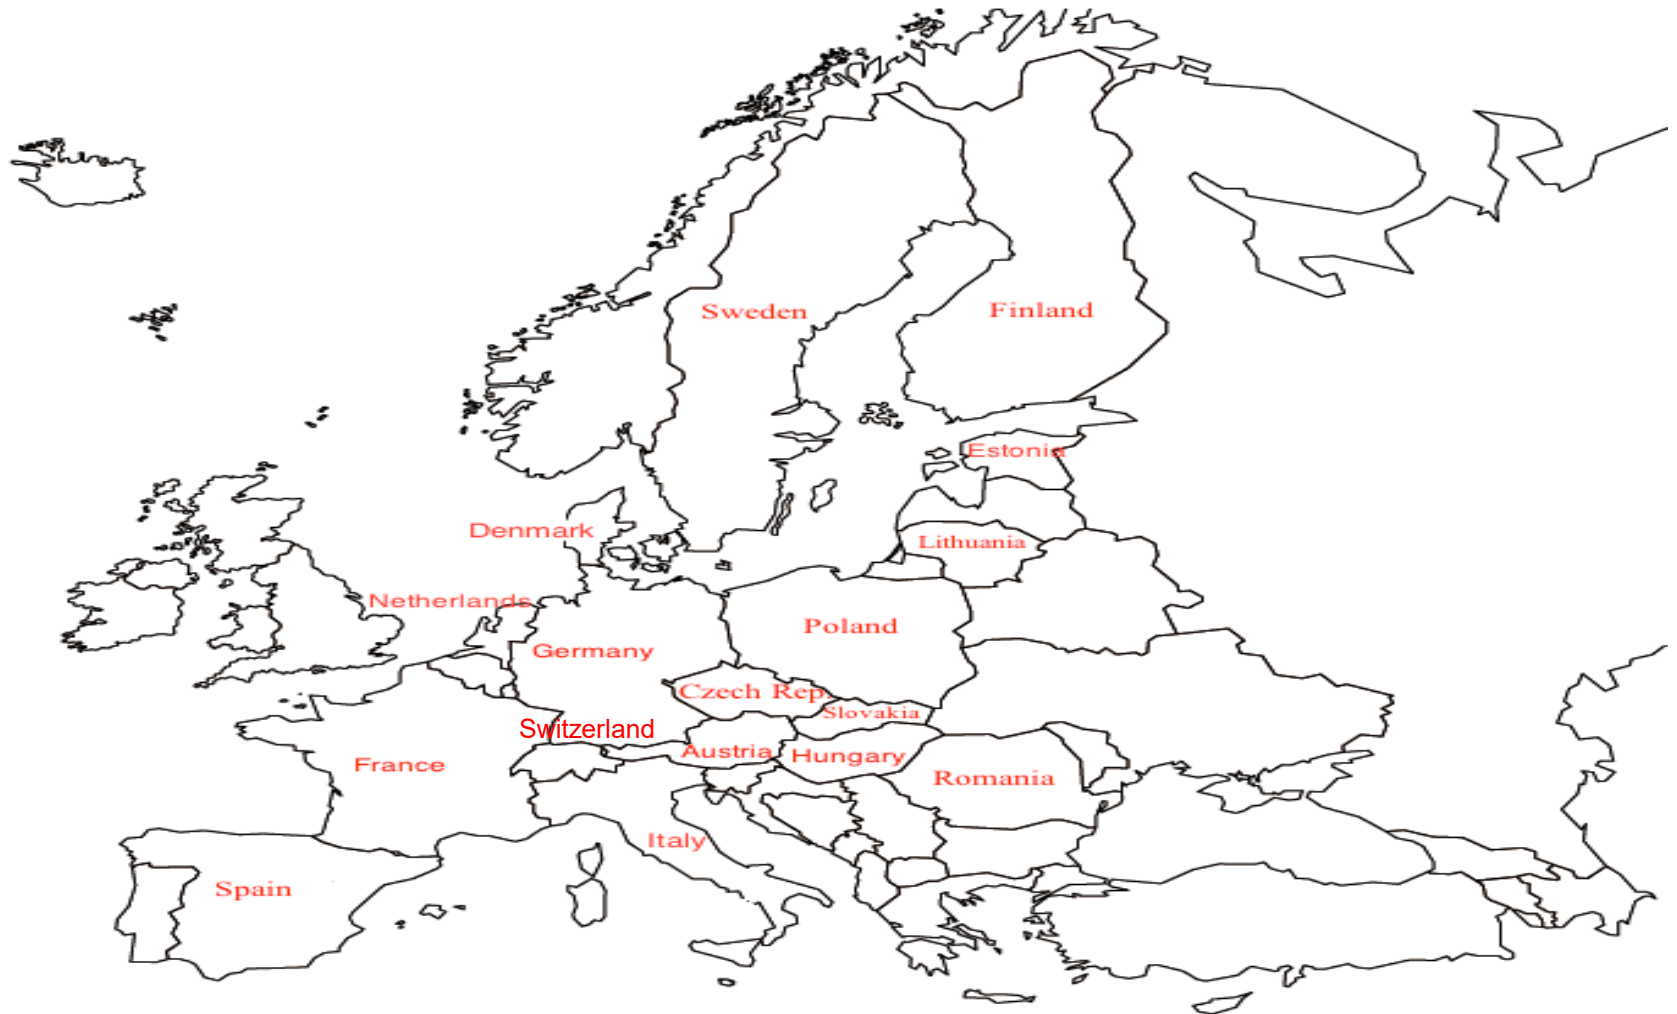 Sweden
Finland
Estonia
Denmark
Lithuania
Netherlands
Poland
Germany
Czech Rep.
Slovakia
Switzerland
Austria
Hungary
France
Romania
Italy
Spain